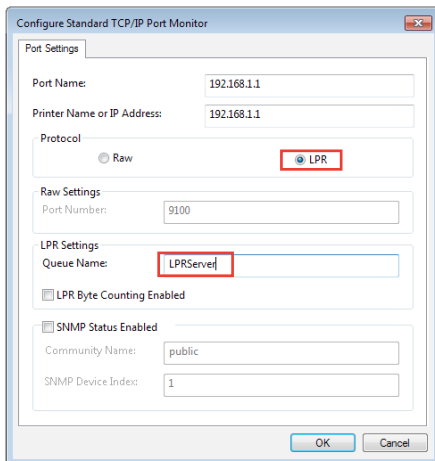 Configure Standard TCP/IP Port Monitor
Port Settings
Port Name: 192.168.1.1
Printer Name or IP Address: 192.168.1.1
Protocol
Raw LPR
Raw Settings
Port Number: 9100
LPR Settings
Queue Name: LPRServer
LPR Byte Counting Enabled
SNMP Status Enabled
Community Name: public
SNMP Device Index: 1
OK Cancel